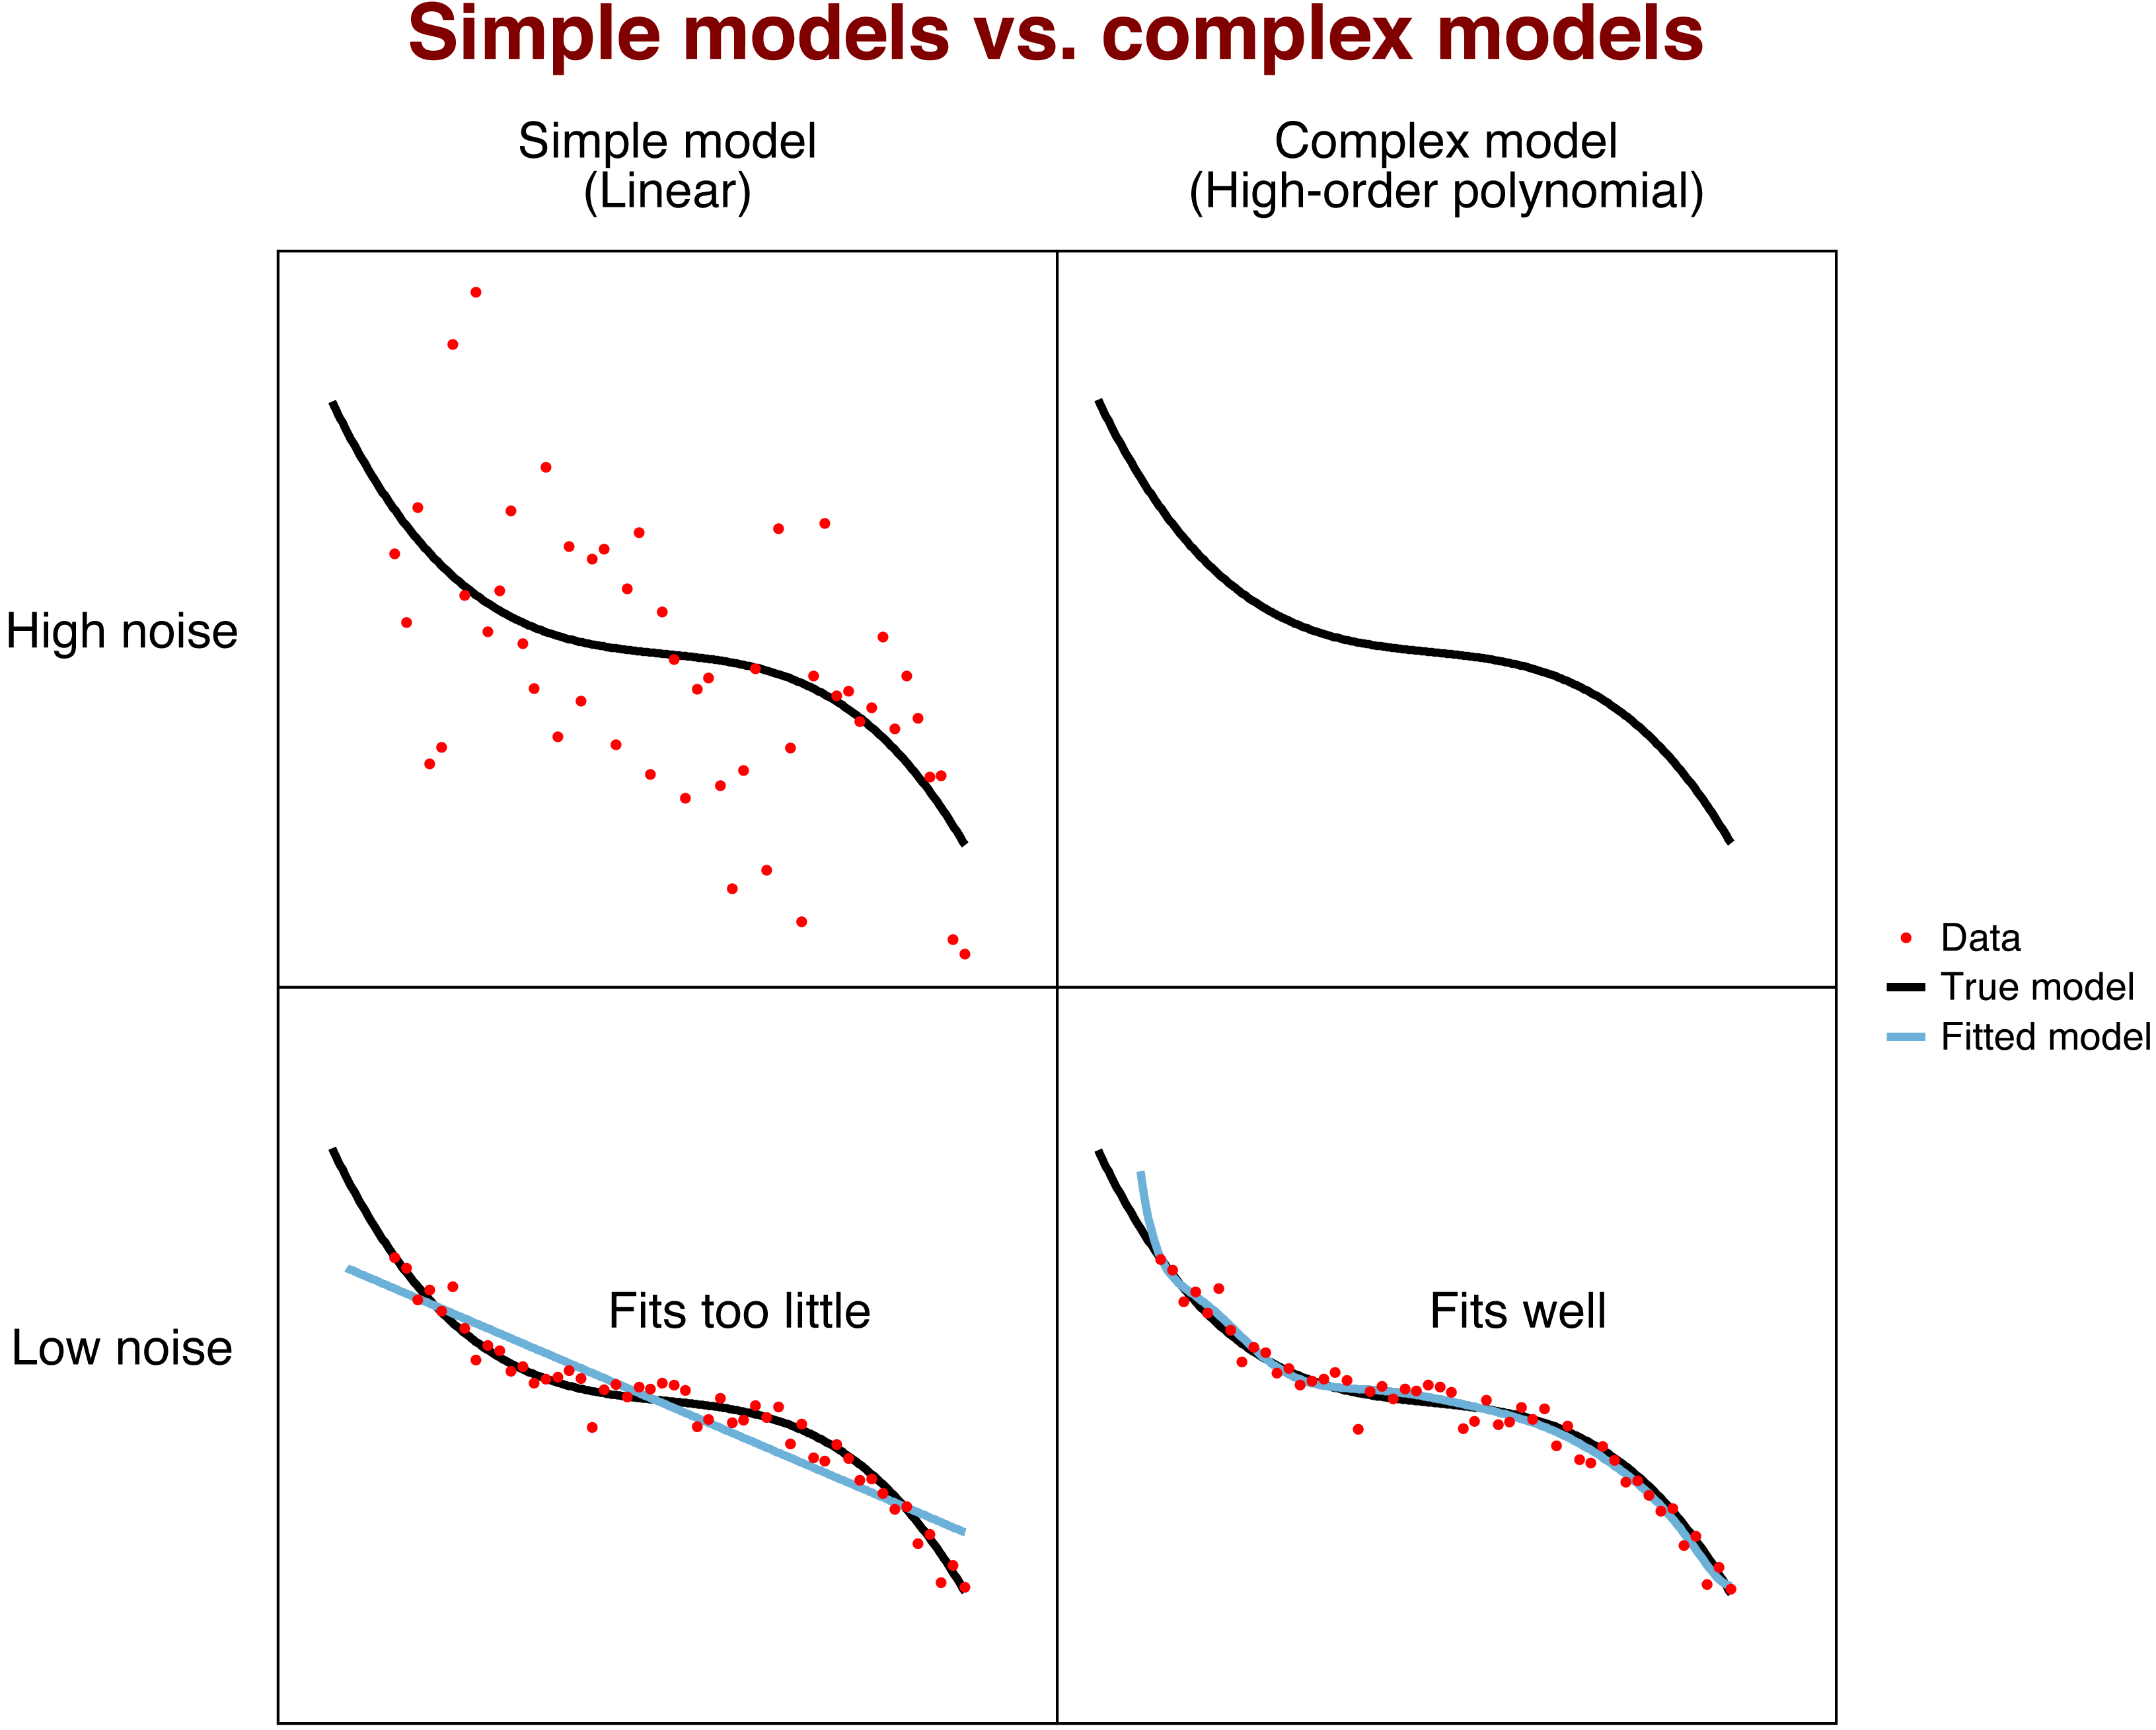 Simple models vs. complex models
Simple model
(Linear)
Complex model
(High-order polynomial)
High noise
Data
True model
Fitted model
Fits too little
Fits well
Low noise